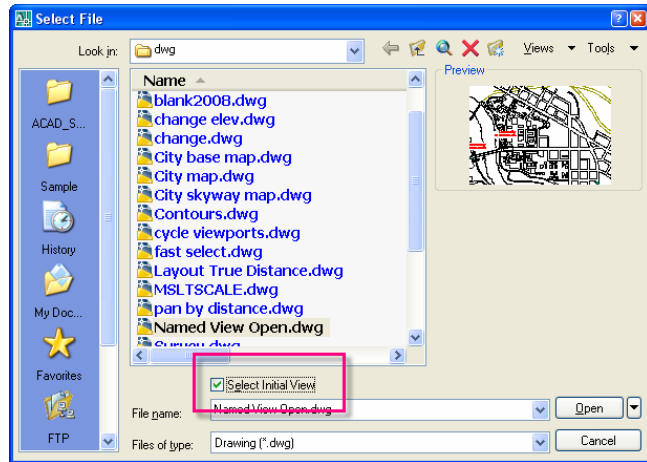 Select File
Look in:
dwg
Views
Tools
Name
Preview
blank2008.dwg
change elev.dwg
change.dwg
City base map.dwg
City map.dwg
City skyway map.dwg
Contours.dwg
cycle viewports.dwg
fast select.dwg
Layout True Distance.dwg
MSLTSCALE.dwg
pan by distance.dwg
Named View Open.dwg
Survey.dwg
ACAD_S...
Sample
History
My Doc...
Favorites
FTP
Select Initial View
File name:
Named View Open.dwg
Open
Files of type:
Drawing (*.dwg)
Cancel